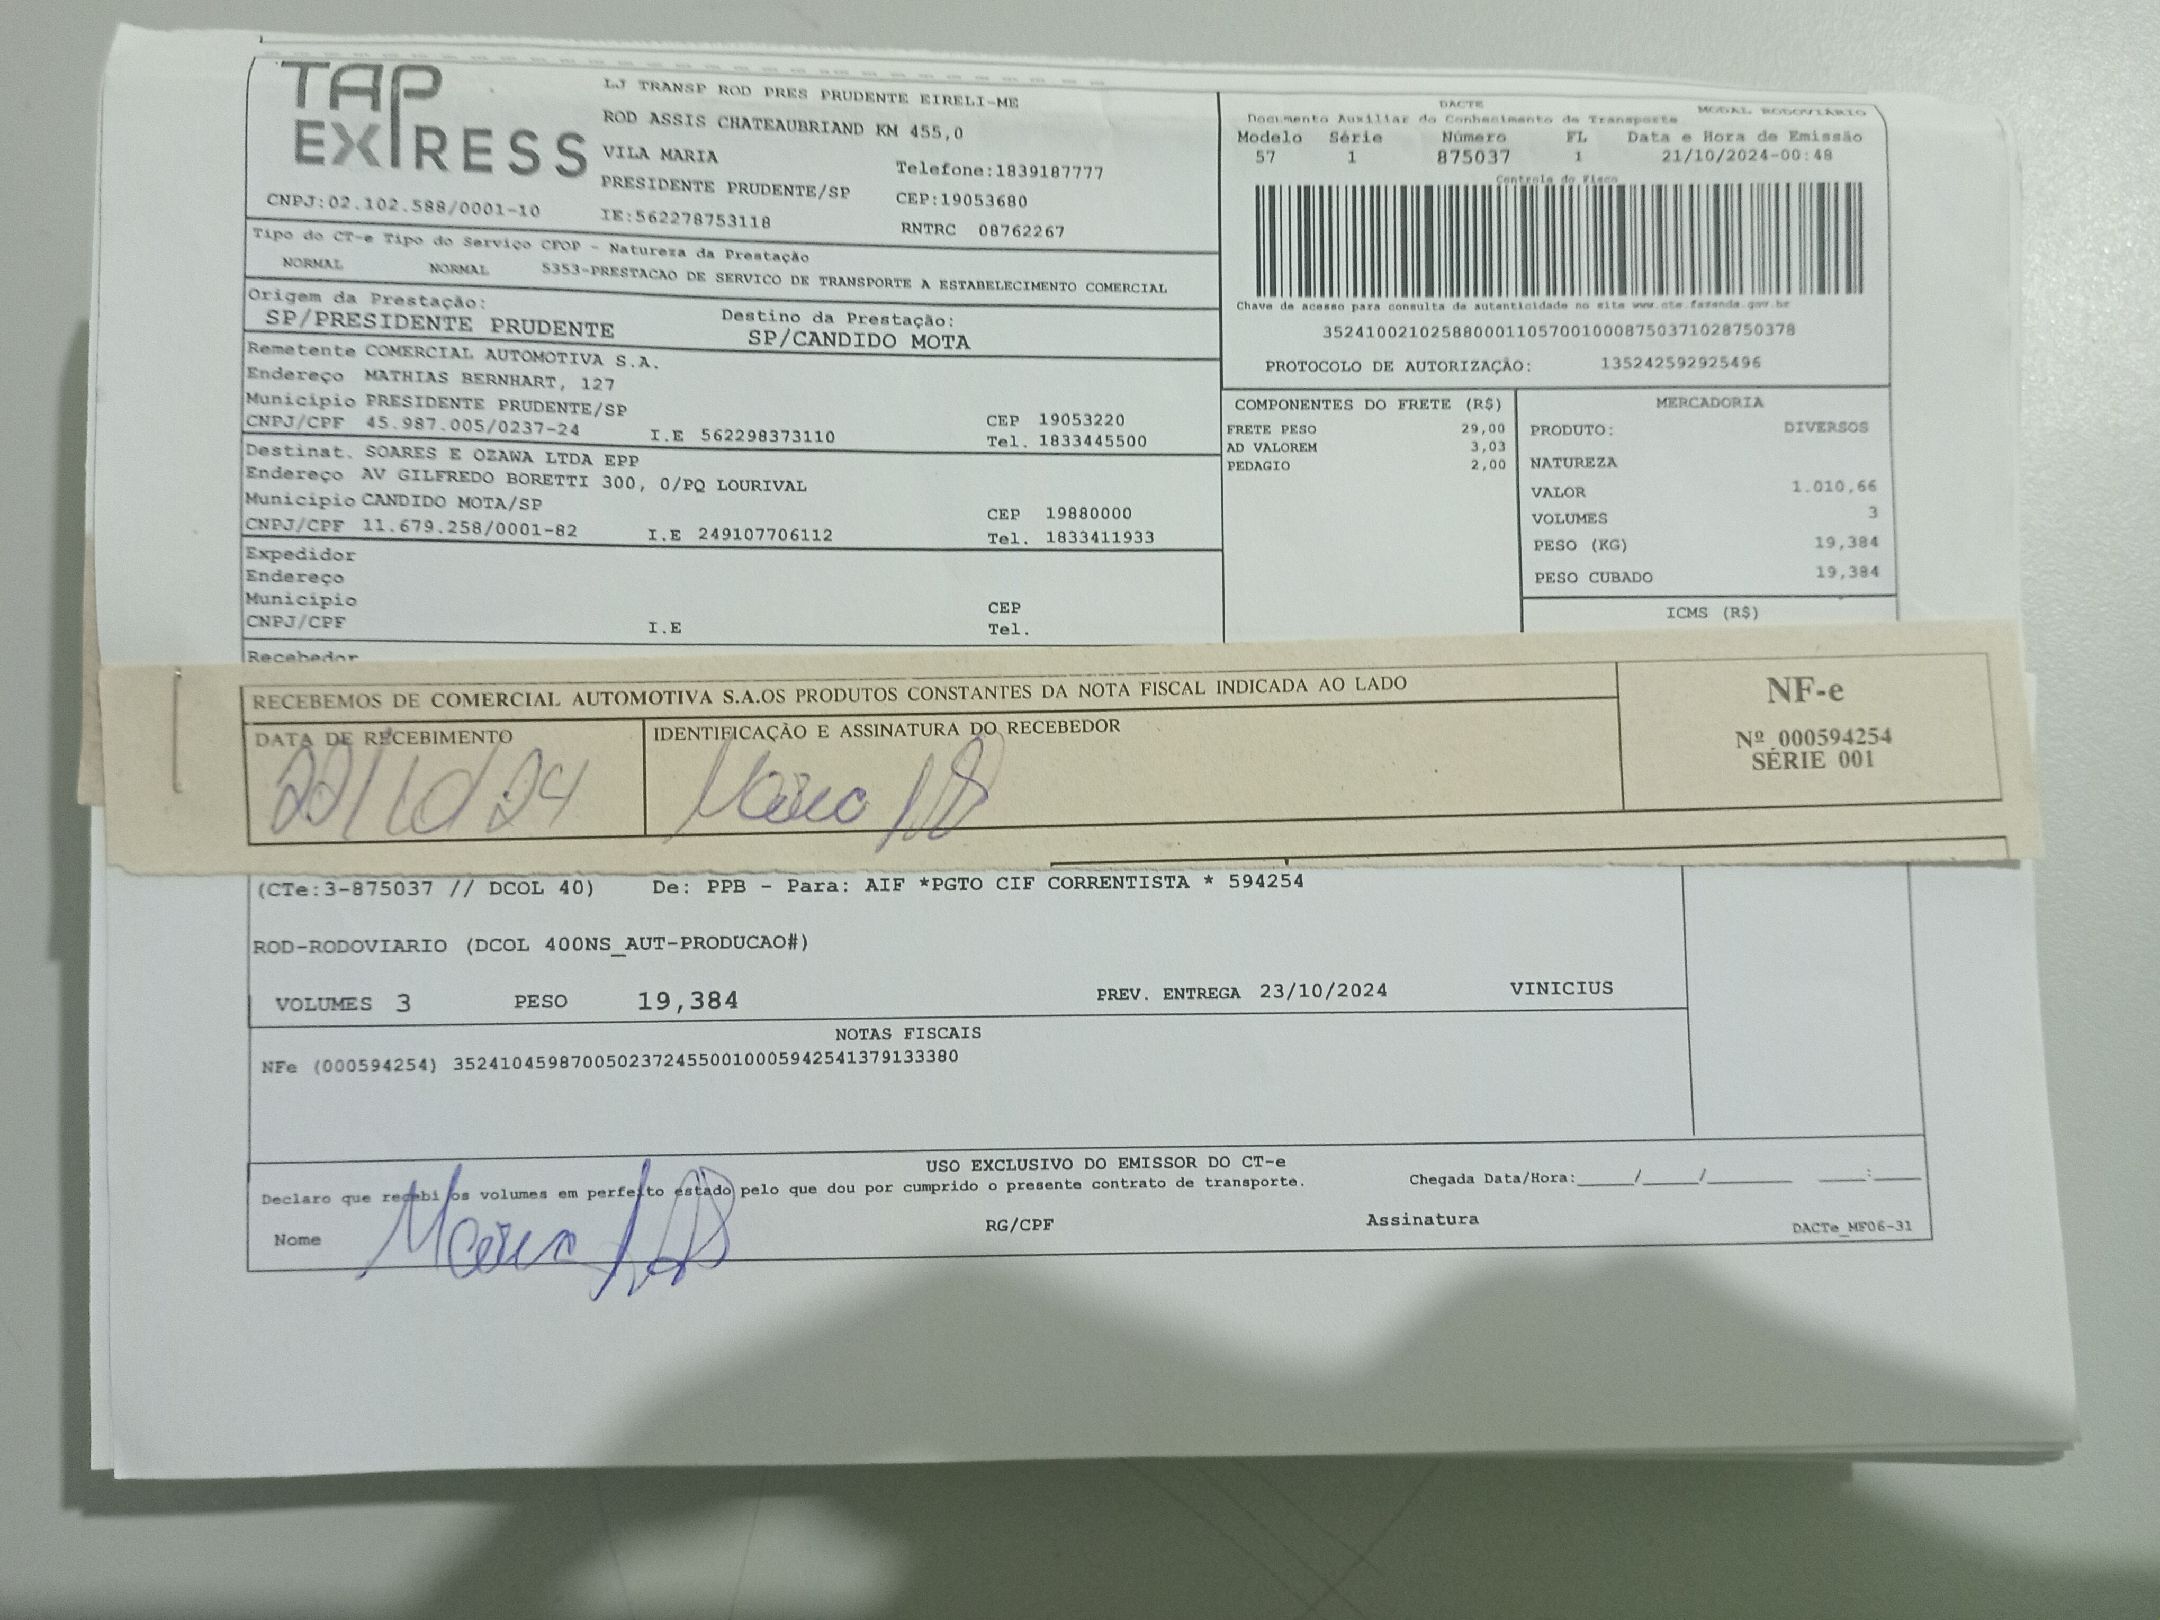 TAP EXPRESS
LJ TRANSP ROD PRES PRUDENTE EIRELI-ME
ROD ASSIS CHATEAUBRIAND KM 455,0
VILA MARIA
Telefone:1839187777
PRESIDENTE PRUDENTE/SP
CEP:19053680
CNPJ:02.102.588/0001-10
IE:562278753118
RNTRC 08762267
DACTE
MODAL RODOVIÁRIO
Documento Auxiliar do Conhecimento de Transporte
Modelo Série Número FL Data e Hora de Emissão
57 1 875037 1 21/10/2024-00:48
Controle do Fisco
Chave de acesso para consulta de autenticidade no site www.cte.fazenda.gov.br
35241002102588000110570010008750371028750378
PROTOCOLO DE AUTORIZAÇÃO: 135242592925496
Tipo do CT-e Tipo do Serviço CFOP - Natureza da Prestação
NORMAL NORMAL 5353-PRESTACAO DE SERVICO DE TRANSPORTE A ESTABELECIMENTO COMERCIAL
Origem da Prestação: Destino da Prestação:
SP/PRESIDENTE PRUDENTE SP/CANDIDO MOTA
Remetente COMERCIAL AUTOMOTIVA S.A.
Endereço MATHIAS BERNHART, 127
Município PRESIDENTE PRUDENTE/SP CEP 19053220
CNPJ/CPF 45.987.005/0237-24 I.E 562298373110 Tel. 1833445500
Destinat. SOARES E OZAWA LTDA EPP
Endereço AV GILFREDO BORETTI 300, 0/PQ LOURIVAL
Município CANDIDO MOTA/SP CEP 19880000
CNPJ/CPF 11.679.258/0001-82 I.E 249107706112 Tel. 1833411933
Expedidor
Endereço
Município CEP
CNPJ/CPF I.E Tel.
Recebedor
COMPONENTES DO FRETE (R$)
FRETE PESO 29,00
AD VALOREM 3,03
PEDAGIO 2,00
MERCADORIA
PRODUTO: DIVERSOS
NATUREZA
VALOR 1.010,66
VOLUMES 3
PESO (KG) 19,384
PESO CUBADO 19,384
ICMS (R$)
RECEBEMOS DE COMERCIAL AUTOMOTIVA S.A.OS PRODUTOS CONSTANTES DA NOTA FISCAL INDICADA AO LADO
DATA DE RECEBIMENTO IDENTIFICAÇÃO E ASSINATURA DO RECEBEDOR
22/10/24
NF-e
Nº 000594254
SÉRIE 001
(CTe:3-875037 // DCOL 40) De: PPB - Para: AIF *PGTO CIF CORRENTISTA * 594254
ROD-RODOVIARIO (DCOL 400NS_AUT-PRODUCAO#)
VOLUMES 3 PESO 19,384 PREV. ENTREGA 23/10/2024 VINICIUS
NOTAS FISCAIS
NFe (000594254) 35241045987005023724550010005942541379133380
USO EXCLUSIVO DO EMISSOR DO CT-e
Declaro que recebi os volumes em perfeito estado pelo que dou por cumprido o presente contrato de transporte.
Chegada Data/Hora:_____/_____/________ ____:____
Nome RG/CPF Assinatura
DACTe_MF06-31